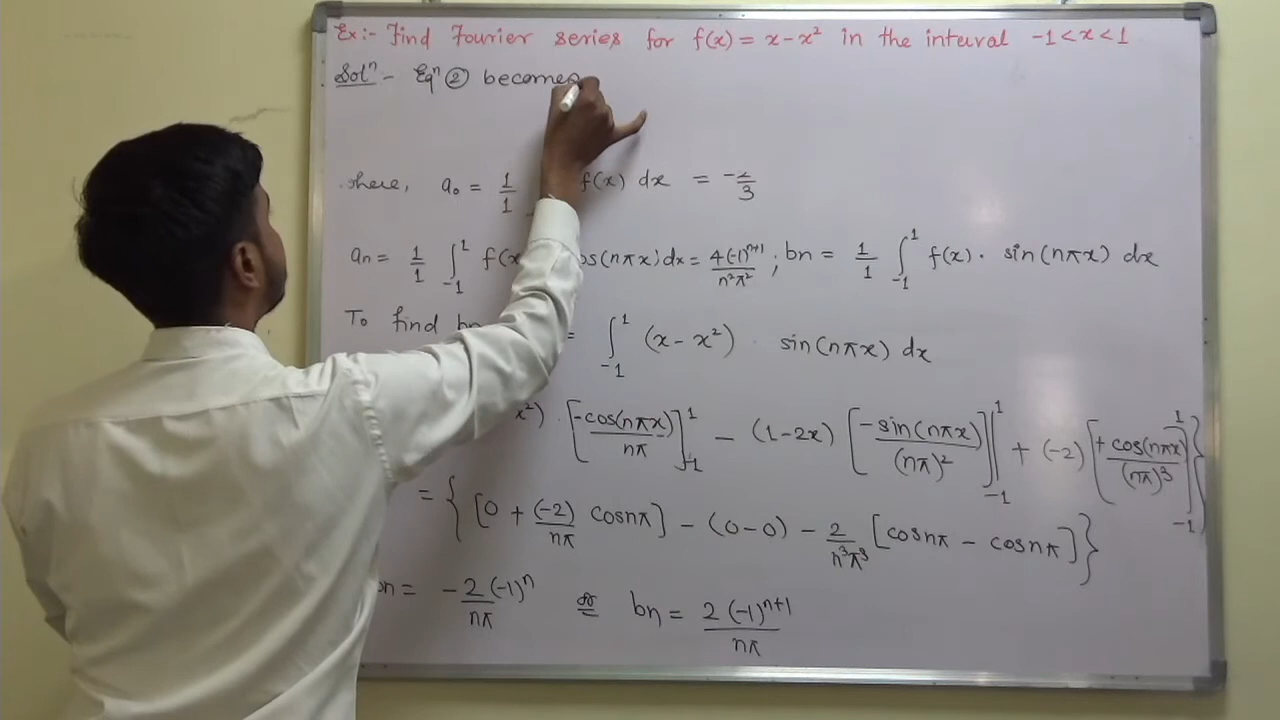 Ex:- Find Fourier series for f(x) = x-x² in the interval -1<x<1
Solⁿ- Eqⁿ ② becomes
where, a₀ = 1/1 f(x) dx = -2/3
an = 1/1 ∫₋₁¹ f(x os(nπx)dx = 4(-1)ⁿ⁺¹/n²π² ; bn = 1/1 ∫₋₁¹ f(x). sin(nπx) dx
To find bn = ∫₋₁¹ (x-x²) . sin(nπx) dx
x²) . [-cos(nπx)/nπ]₋₁¹ - (1-2x) [-sin(nπx)/(nπ)²]₋₁¹ + (-2) [+cos(nπx)/(nπ)³]₋₁¹}
= { [0 + (-2)/nπ cosnπ] - (0-0) - 2/n³π³ [cosnπ - cosnπ] }
bn = -2(-1)ⁿ/nπ or bn = 2(-1)ⁿ⁺¹/nπ